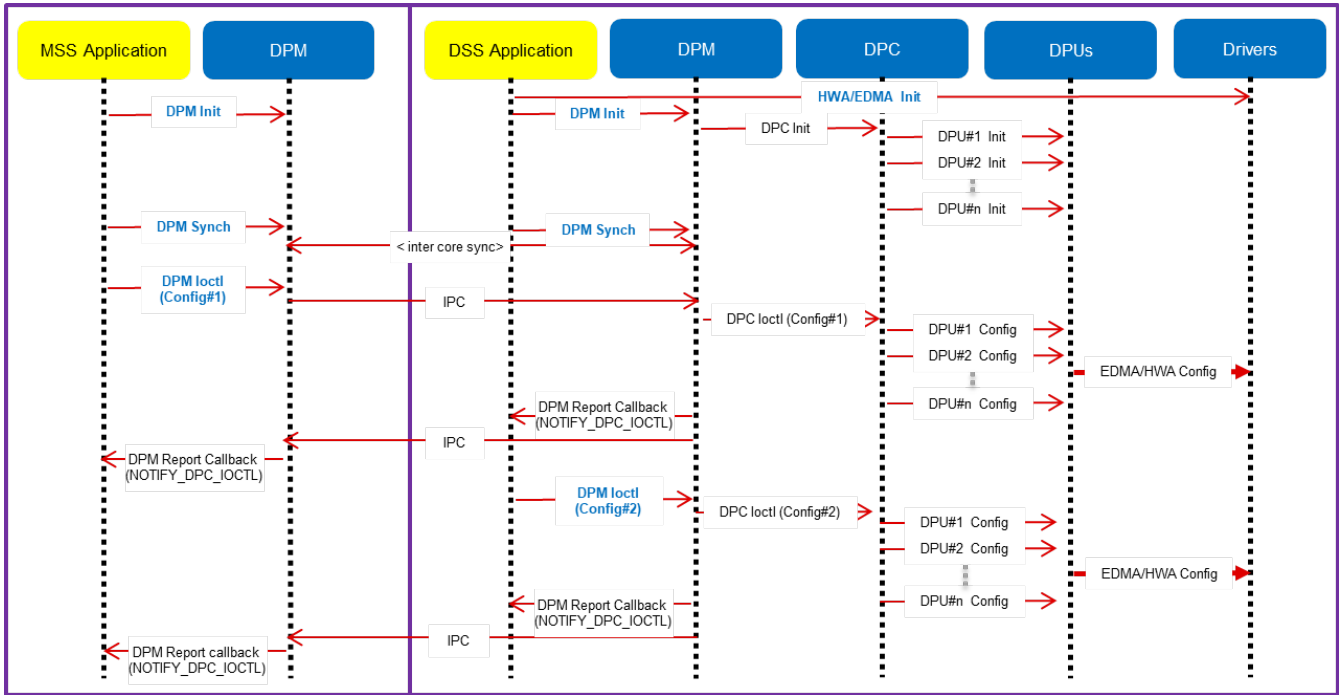 MSS Application
DPM
DSS Application
DPM
DPC
DPUs
Drivers
HWA/EDMA Init
DPM Init
DPM Init
DPC Init
DPU#1 Init
DPU#2 Init
DPU#n Init
DPM Synch
DPM Synch
< inter core sync>
DPM Ioctl
(Config#1)
IPC
DPC Ioctl (Config#1)
DPU#1 Config
DPU#2 Config
EDMA/HWA Config
DPU#n Config
DPM Report Callback
(NOTIFY_DPC_IOCTL)
IPC
DPM Report Callback
(NOTIFY_DPC_IOCTL)
DPM Ioctl
(Config#2)
DPC Ioctl (Config#2)
DPU#1 Config
DPU#2 Config
EDMA/HWA Config
DPU#n Config
DPM Report Callback
(NOTIFY_DPC_IOCTL)
IPC
DPM Report callback
(NOTIFY_DPC_IOCTL)